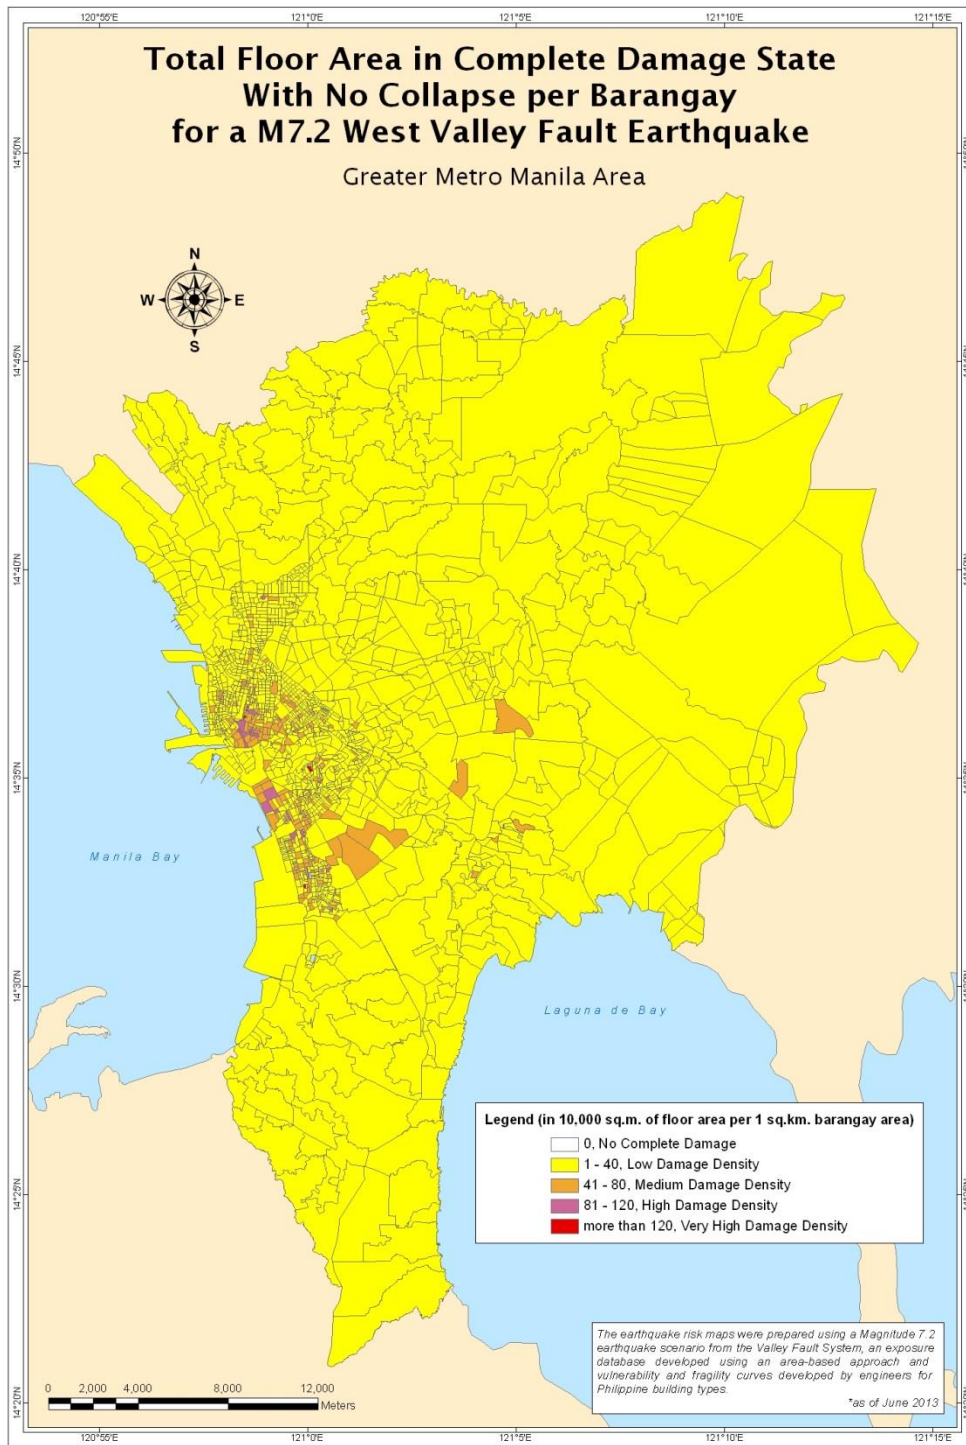 120°55'E 121°0'E 121°5'E 121°10'E 121°15'E
Total Floor Area in Complete Damage State
With No Collapse per Barangay
for a M7.2 West Valley Fault Earthquake
Greater Metro Manila Area
N
W E
S
14°50'N
14°45'N
14°40'N
14°35'N
14°30'N
14°25'N
14°20'N
Manila Bay
Laguna de Bay
Legend (in 10,000 sq.m. of floor area per 1 sq.km. barangay area)
0, No Complete Damage
1 - 40, Low Damage Density
41 - 80, Medium Damage Density
81 - 120, High Damage Density
more than 120, Very High Damage Density
The earthquake risk maps were prepared using a Magnitude 7.2
earthquake scenario from the Valley Fault System, an exposure
database developed using an area-based approach and
vulnerability and fragility curves developed by engineers for
Philippine building types.
*as of June 2013
0 2,000 4,000 8,000 12,000
Meters
120°55'E 121°0'E 121°5'E 121°10'E 121°15'E